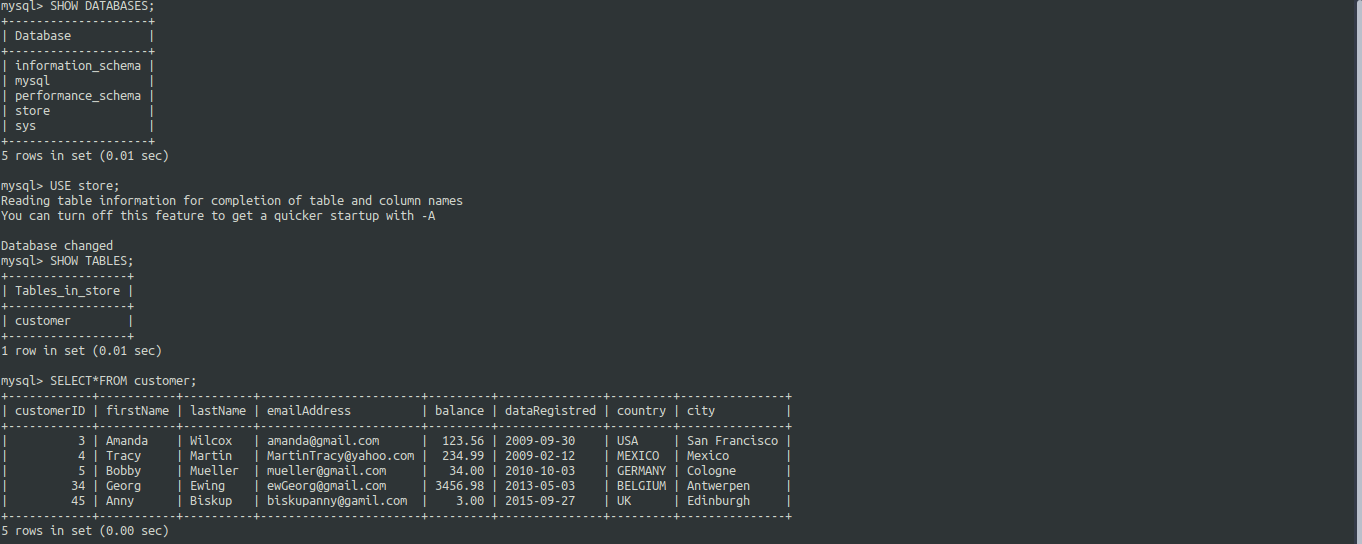 mysql> SHOW DATABASES;
+--------------------+
| Database           |
+--------------------+
| information_schema |
| mysql              |
| performance_schema |
| store              |
| sys                |
+--------------------+
5 rows in set (0.01 sec)

mysql> USE store;
Reading table information for completion of table and column names
You can turn off this feature to get a quicker startup with -A

Database changed
mysql> SHOW TABLES;
+-----------------+
| Tables_in_store |
+-----------------+
| customer        |
+-----------------+
1 row in set (0.01 sec)

mysql> SELECT*FROM customer;
+------------+-----------+----------+-----------------------+---------+---------------+---------+---------------+
| customerID | firstName | lastName | emailAddress          | balance | dataRegistred | country | city          |
+------------+-----------+----------+-----------------------+---------+---------------+---------+---------------+
|          3 | Amanda    | Wilcox   | amanda@gmail.com      |  123.56 | 2009-09-30    | USA     | San Francisco |
|          4 | Tracy     | Martin   | MartinTracy@yahoo.com |  234.99 | 2009-02-12    | MEXICO  | Mexico        |
|          5 | Bobby     | Mueller  | mueller@gmail.com     |   34.00 | 2010-10-03    | GERMANY | Cologne       |
|         34 | Georg     | Ewing    | ewGeorg@gmail.com     | 3456.98 | 2013-05-03    | BELGIUM | Antwerpen     |
|         45 | Anny      | Biskup   | biskupanny@gamil.com  |    3.00 | 2015-09-27    | UK      | Edinburgh     |
+------------+-----------+----------+-----------------------+---------+---------------+---------+---------------+
5 rows in set (0.00 sec)